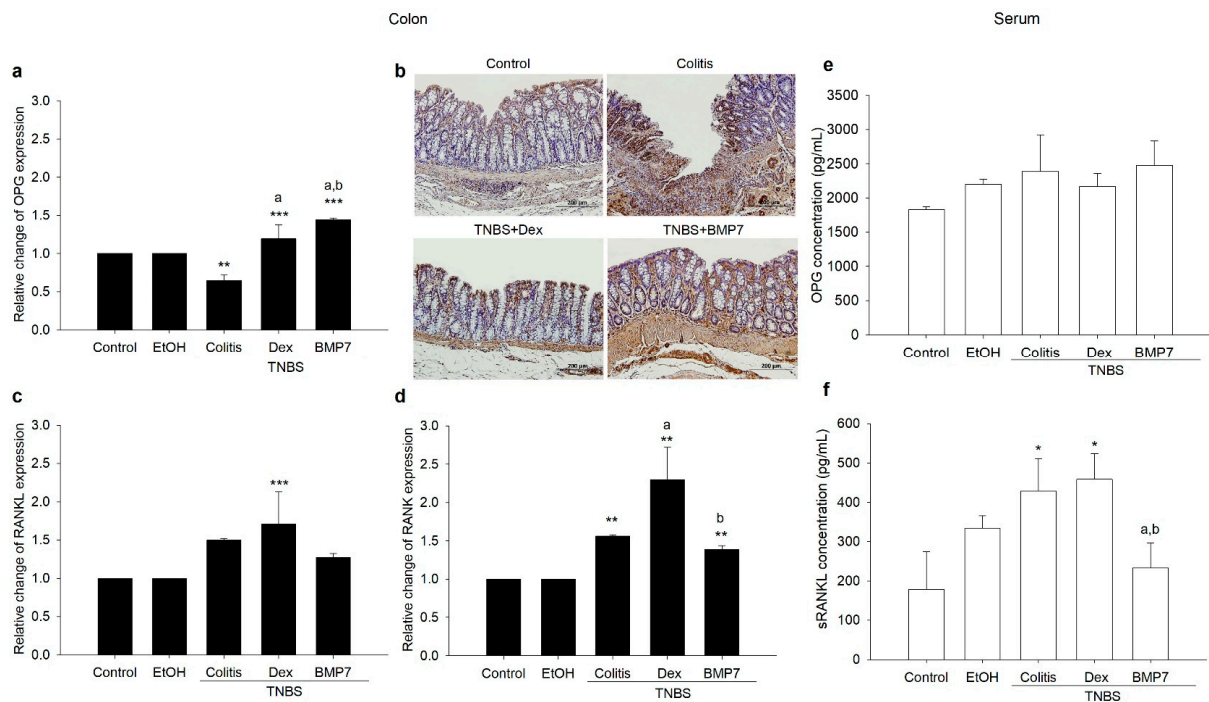 Colon
Serum
a
Relative change of OPG expression
3.0
2.5
2.0
1.5
1.0
0.5
0.0
**
a
***
a,b
***
Control EtOH Colitis Dex BMP7
TNBS
b
Control
Colitis
200 µm
TNBS+Dex
TNBS+BMP7
200 µm
200 µm
e
OPG concentration (pg/mL)
3500
3000
2500
2000
1500
1000
500
0
Control EtOH Colitis Dex BMP7
TNBS
c
Relative change of RANKL expression
3.0
2.5
2.0
1.5
1.0
0.5
0.0
***
Control EtOH Colitis Dex BMP7
TNBS
d
Relative change of RANK expression
3.0
2.5
2.0
1.5
1.0
0.5
0.0
**
a
**
b
**
Control EtOH Colitis Dex BMP7
TNBS
f
sRANKL concentration (pg/mL)
600
500
400
300
200
100
0
*
*
a,b
Control EtOH Colitis Dex BMP7
TNBS